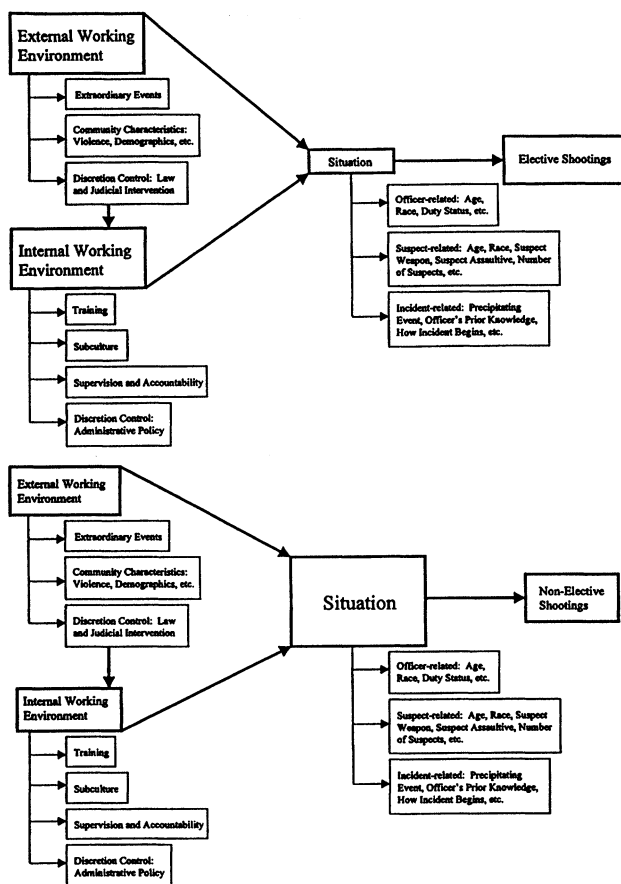 External Working
Environment
Extraordinary Events
Community Characteristics:
Violence, Demographics, etc.
Discretion Control: Law
and Judicial Intervention
Internal Working
Environment
Training
Subculture
Supervision and Accountability
Discretion Control:
Administrative Policy
Situation
Officer-related: Age,
Race, Duty Status, etc.
Suspect-related: Age, Race, Suspect
Weapon, Suspect Assaultive, Number
of Suspects, etc.
Incident-related: Precipitating
Event, Officer's Prior Knowledge,
How Incident Begins, etc.
Elective Shootings
External Working
Environment
Extraordinary Events
Community Characteristics:
Violence, Demographics, etc.
Discretion Control: Law
and Judicial Intervention
Internal Working
Environment
Training
Subculture
Supervision and Accountability
Discretion Control:
Administrative Policy
Situation
Officer-related: Age,
Race, Duty Status, etc.
Suspect-related: Age, Race, Suspect
Weapon, Suspect Assaultive, Number
of Suspects, etc.
Incident-related: Precipitating
Event, Officer's Prior Knowledge,
How Incident Begins, etc.
Non-Elective
Shootings